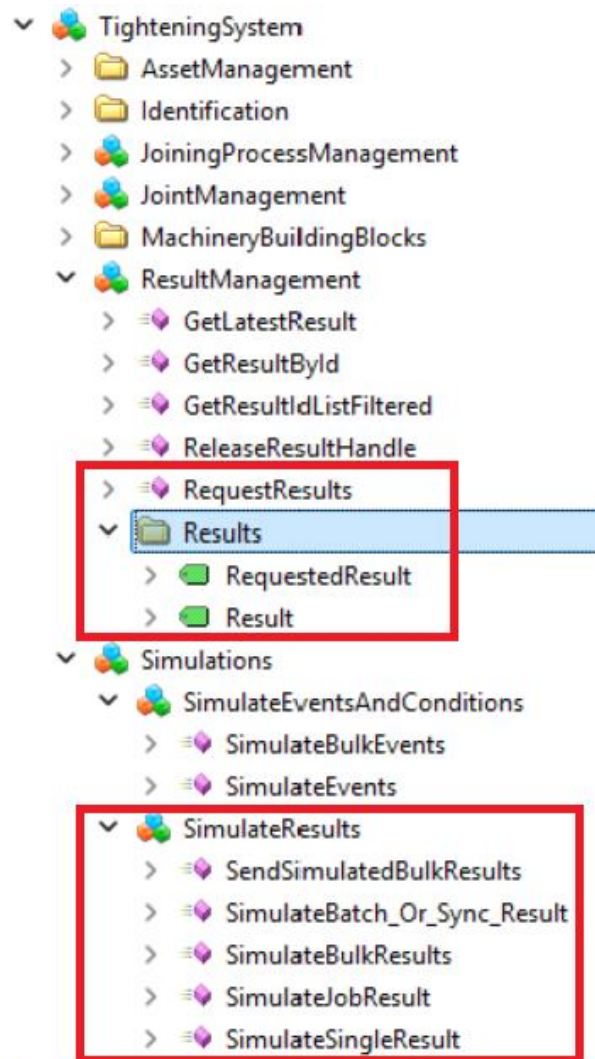 TighteningSystem
AssetManagement
Identification
JoiningProcessManagement
JointManagement
MachineryBuildingBlocks
ResultManagement
GetLatestResult
GetResultById
GetResultIdListFiltered
ReleaseResultHandle
RequestResults
Results
RequestedResult
Result
Simulations
SimulateEventsAndConditions
SimulateBulkEvents
SimulateEvents
SimulateResults
SendSimulatedBulkResults
SimulateBatch_Or_Sync_Result
SimulateBulkResults
SimulateJobResult
SimulateSingleResult